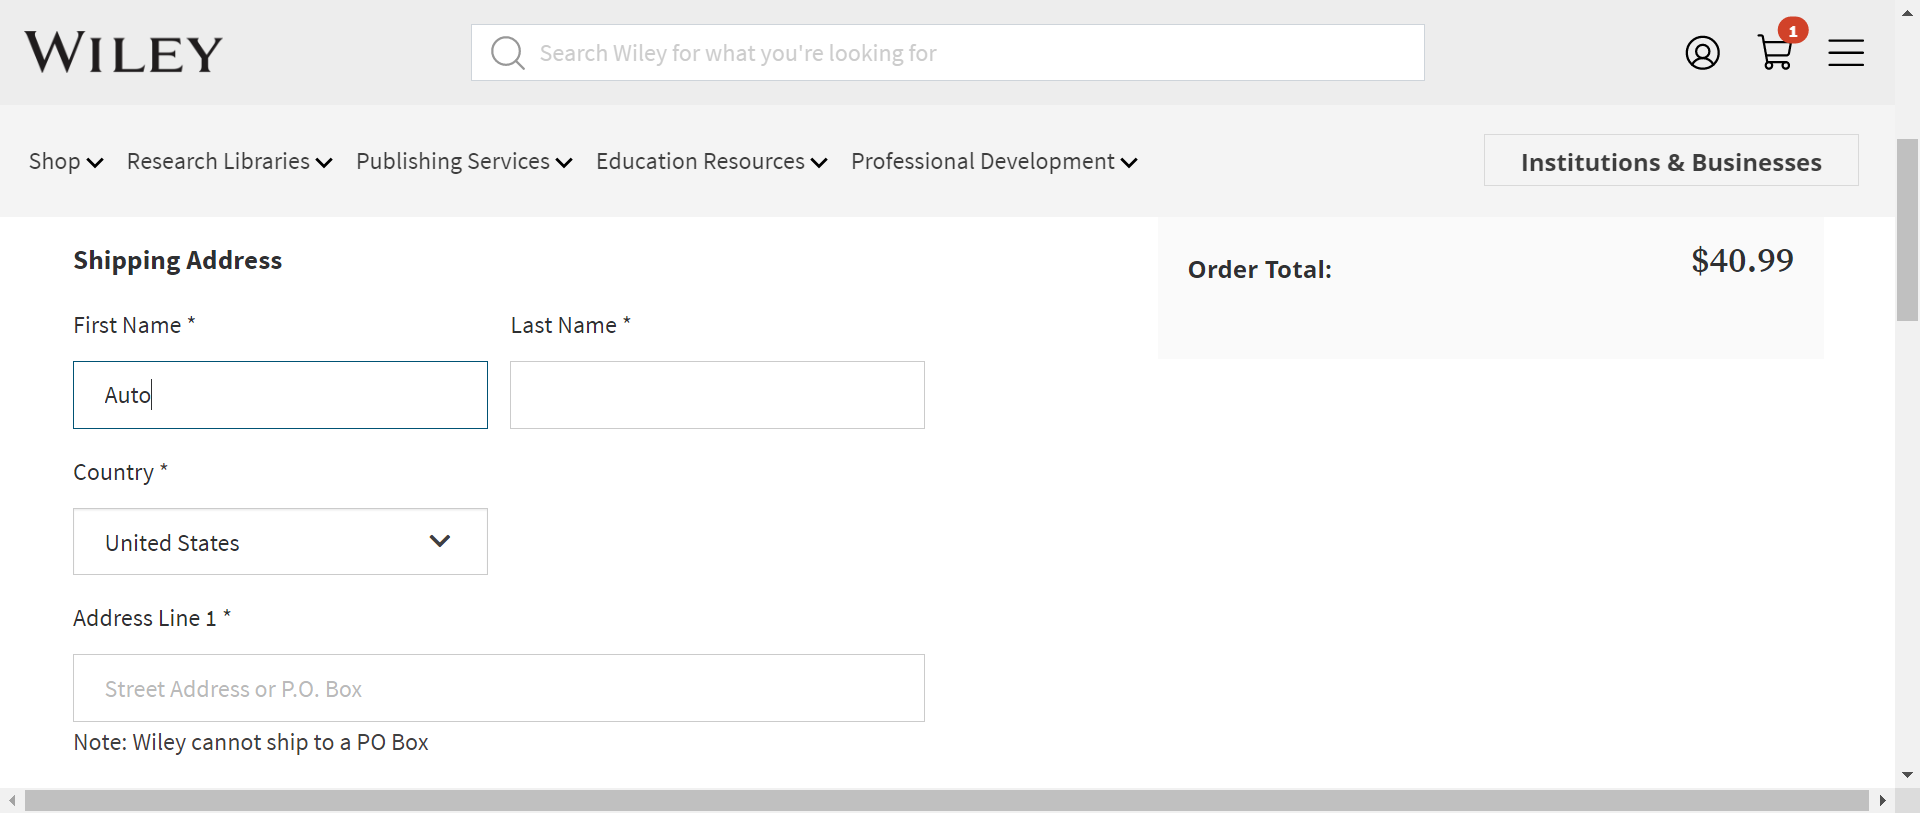 WILEY
Search Wiley for what you're looking for
1
Shop
Research Libraries
Publishing Services
Education Resources
Professional Development
Institutions & Businesses
Shipping Address
Order Total:
$40.99
First Name *
Last Name *
Auto
Country *
United States
Address Line 1 *
Street Address or P.O. Box
Note: Wiley cannot ship to a PO Box